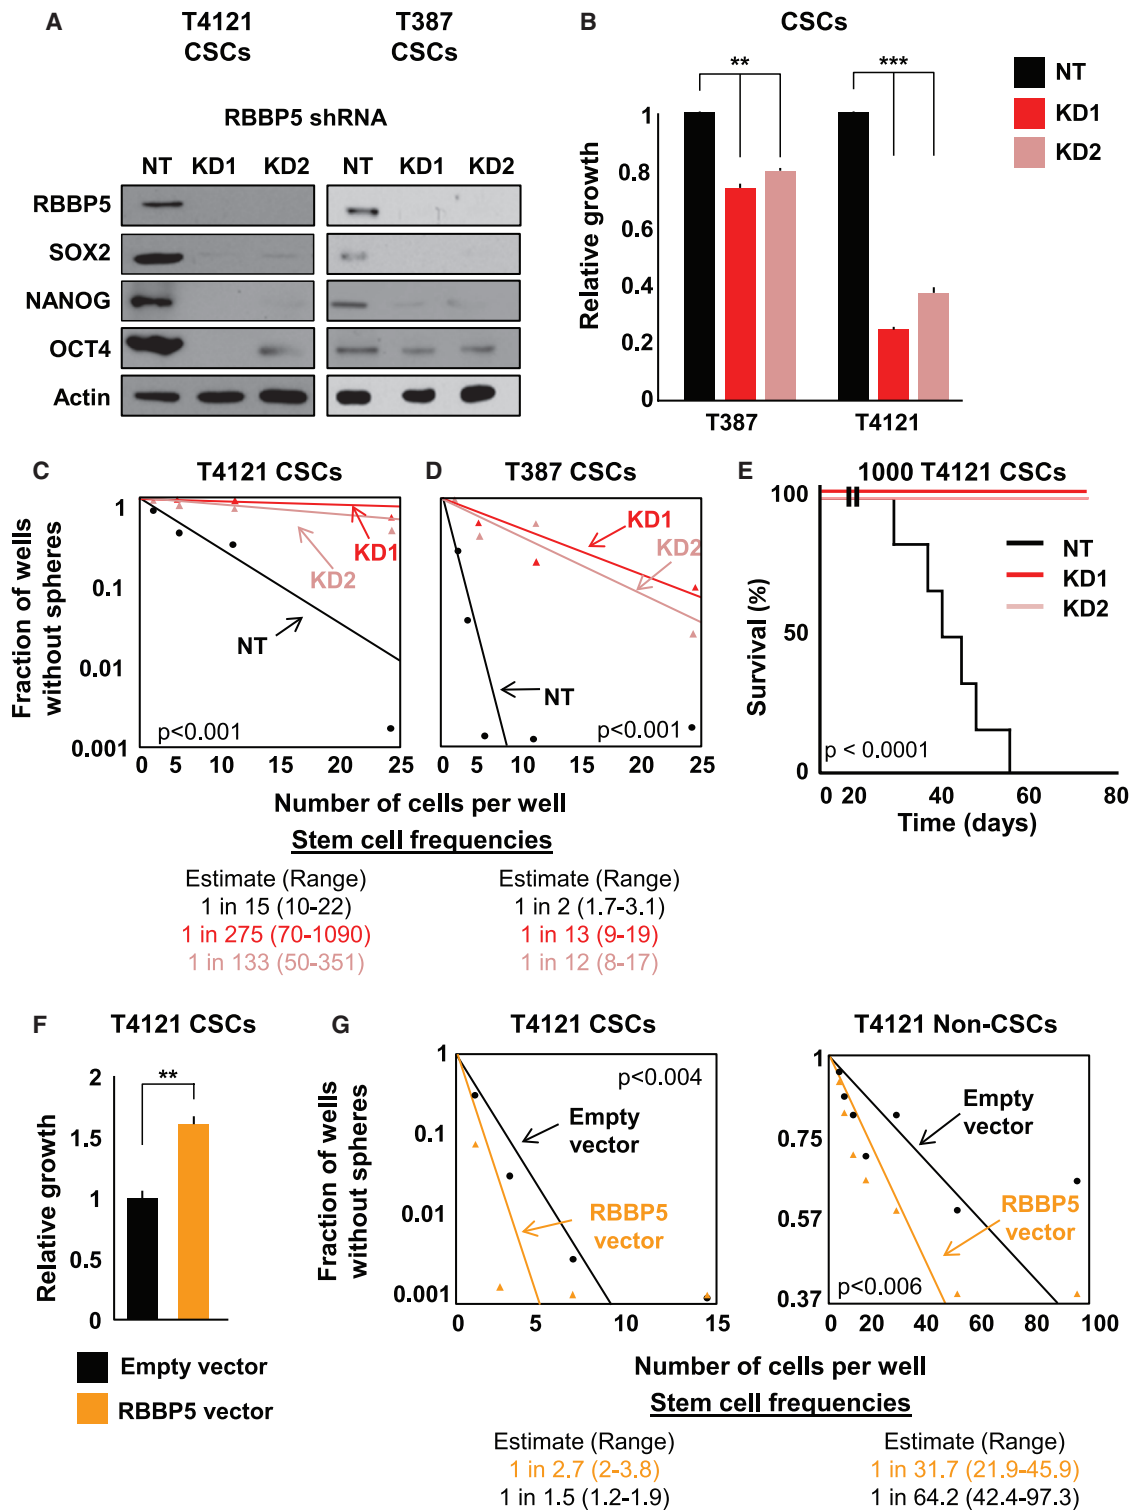 A
T4121
CSCs
T387
CSCs
RBBP5 shRNA
NT KD1 KD2 NT KD1 KD2
RBBP5
SOX2
NANOG
OCT4
Actin
B
CSCs
** ***
NT
KD1
KD2
Relative growth
1
0.8
0.6
0.4
0.2
0
T387 T4121
C
T4121 CSCs
Fraction of wells
without spheres
1
0.1
0.01
0.001
KD1
KD2
NT
p<0.001
0 5 10 15 20 25
D
T387 CSCs
KD1
KD2
NT
p<0.001
0 5 10 15 20 25
Number of cells per well
Stem cell frequencies
Estimate (Range)
1 in 15 (10-22)
1 in 275 (70-1090)
1 in 133 (50-351)
Estimate (Range)
1 in 2 (1.7-3.1)
1 in 13 (9-19)
1 in 12 (8-17)
E
1000 T4121 CSCs
Survival (%)
100
50
0
NT
KD1
KD2
p < 0.0001
0 20 40 60 80
Time (days)
F
T4121 CSCs
**
Relative growth
2
1.5
1
0.5
0
Empty vector
RBBP5 vector
G
T4121 CSCs
Fraction of wells
without spheres
1
0.1
0.01
0.001
p<0.004
Empty
vector
RBBP5
vector
0 5 10 15
T4121 Non-CSCs
1
0.75
0.57
0.37
Empty
vector
RBBP5
vector
p<0.006
0 20 40 60 80 100
Number of cells per well
Stem cell frequencies
Estimate (Range)
1 in 2.7 (2-3.8)
1 in 1.5 (1.2-1.9)
Estimate (Range)
1 in 31.7 (21.9-45.9)
1 in 64.2 (42.4-97.3)